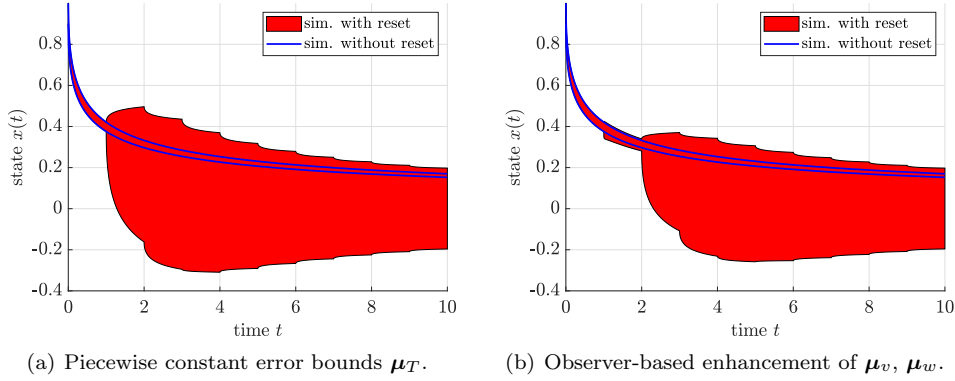 sim. with reset
sim. without reset
0.8
0.6
0.4
0.2
0
-0.2
-0.4
state x(t)
0 2 4 6 8 10
time t
(a) Piecewise constant error bounds μ_T.
sim. with reset
sim. without reset
0.8
0.6
0.4
0.2
0
-0.2
-0.4
state x(t)
0 2 4 6 8 10
time t
(b) Observer-based enhancement of μ_v, μ_w.